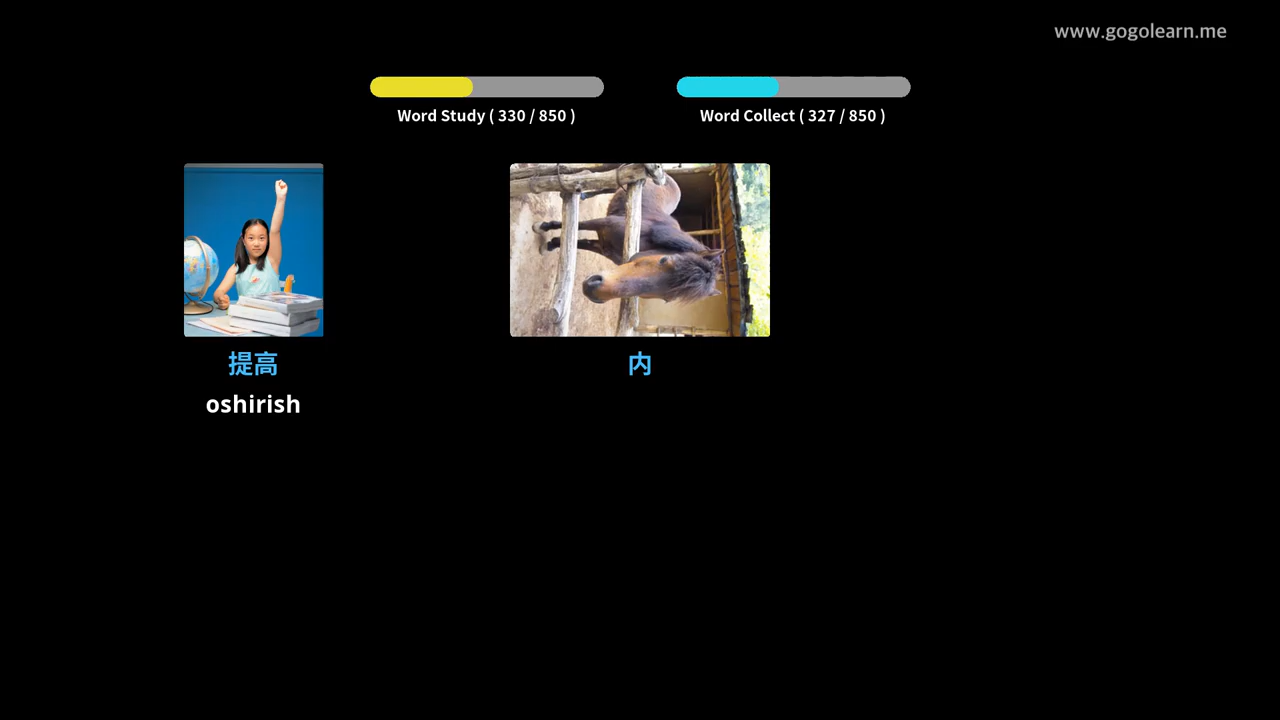 www.gogolearn.me
Word Study ( 330 / 850 )
Word Collect ( 327 / 850 )
提高
内
oshirish